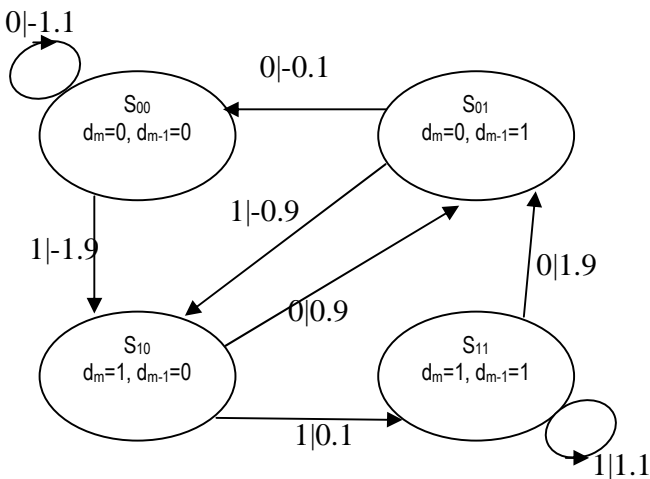 0|-1.1
0|-0.1
S00
dm=0, dm-1=0
S01
dm=0, dm-1=1
1|-0.9
1|-1.9
0|1.9
0|0.9
S10
dm=1, dm-1=0
S11
dm=1, dm-1=1
1|0.1
1|1.1